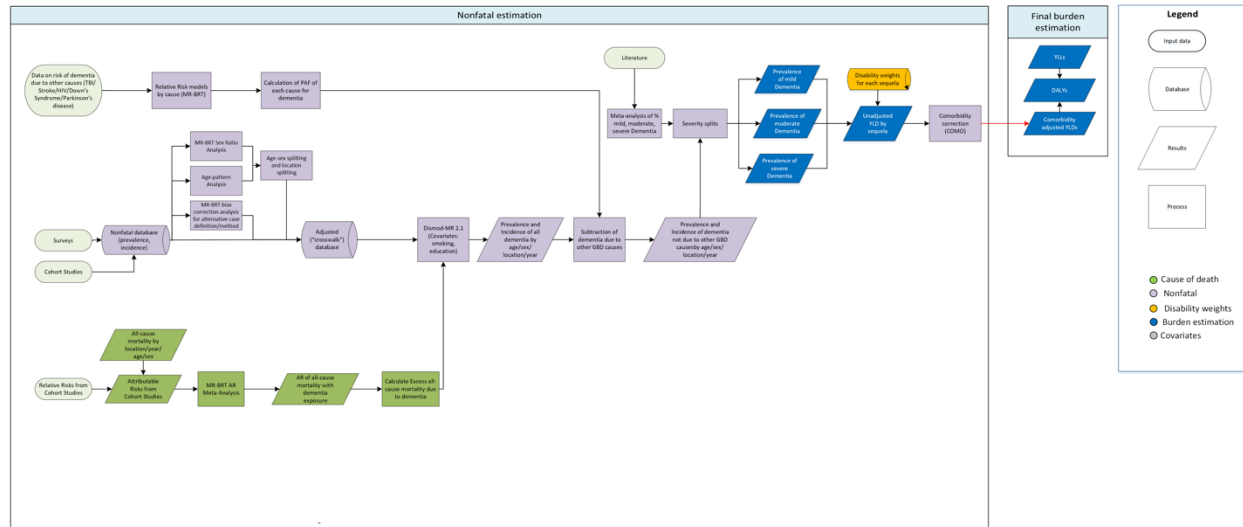 Nonfatal estimation
Final burden
estimation
Legend
Input data
Database
Results
Process
Cause of death
Nonfatal
Disability weights
Burden estimation
Covariates
Data on risk of dementia
due to other causes (TBI/
Stroke/HIV/Down's
Syndrome/Parkinson's
disease)
Relative Risk models
by cause (MR-BRT)
Calculation of PAF of
each cause for
dementia
Literature
Meta-analysis of %
mild, moderate,
severe Dementia
Severity splits
Prevalence
of mild
Dementia
Prevalence
of moderate
Dementia
Prevalence
of severe
Dementia
Disability weights
for each sequela
Unadjusted
YLD by
sequela
Comorbidity
correction
(COMO)
YLLs
DALYs
Comorbidity
adjusted YLDs
MR-BRT Sex Ratio
Analysis
Age-pattern
Analysis
MR-BRT bias
correction analysis
for alternative case
definition/method
Age-sex splitting
and location
splitting
Surveys
Cohort Studies
Nonfatal database
(prevalence,
incidence)
Adjusted
("crosswalk")
database
Dismod-MR 2.1
(Covariates:
smoking,
education)
Prevalence and
Incidence of all
dementia by
age/sex/
location/year
Subtraction of
dementia due to
other GBD causes
Prevalence and
Incidence of dementia
not due to other GBD
causesby age/sex/
location/year
All-cause
mortality by
location/year/
age/sex
Relative Risks from
Cohort Studies
Attributable
Risks from
Cohort Studies
MR-BRT AR
Meta-Analysis
AR of all-cause
mortality with
dementia
exposure
Calculate Excess all-
cause mortality due
to dementia